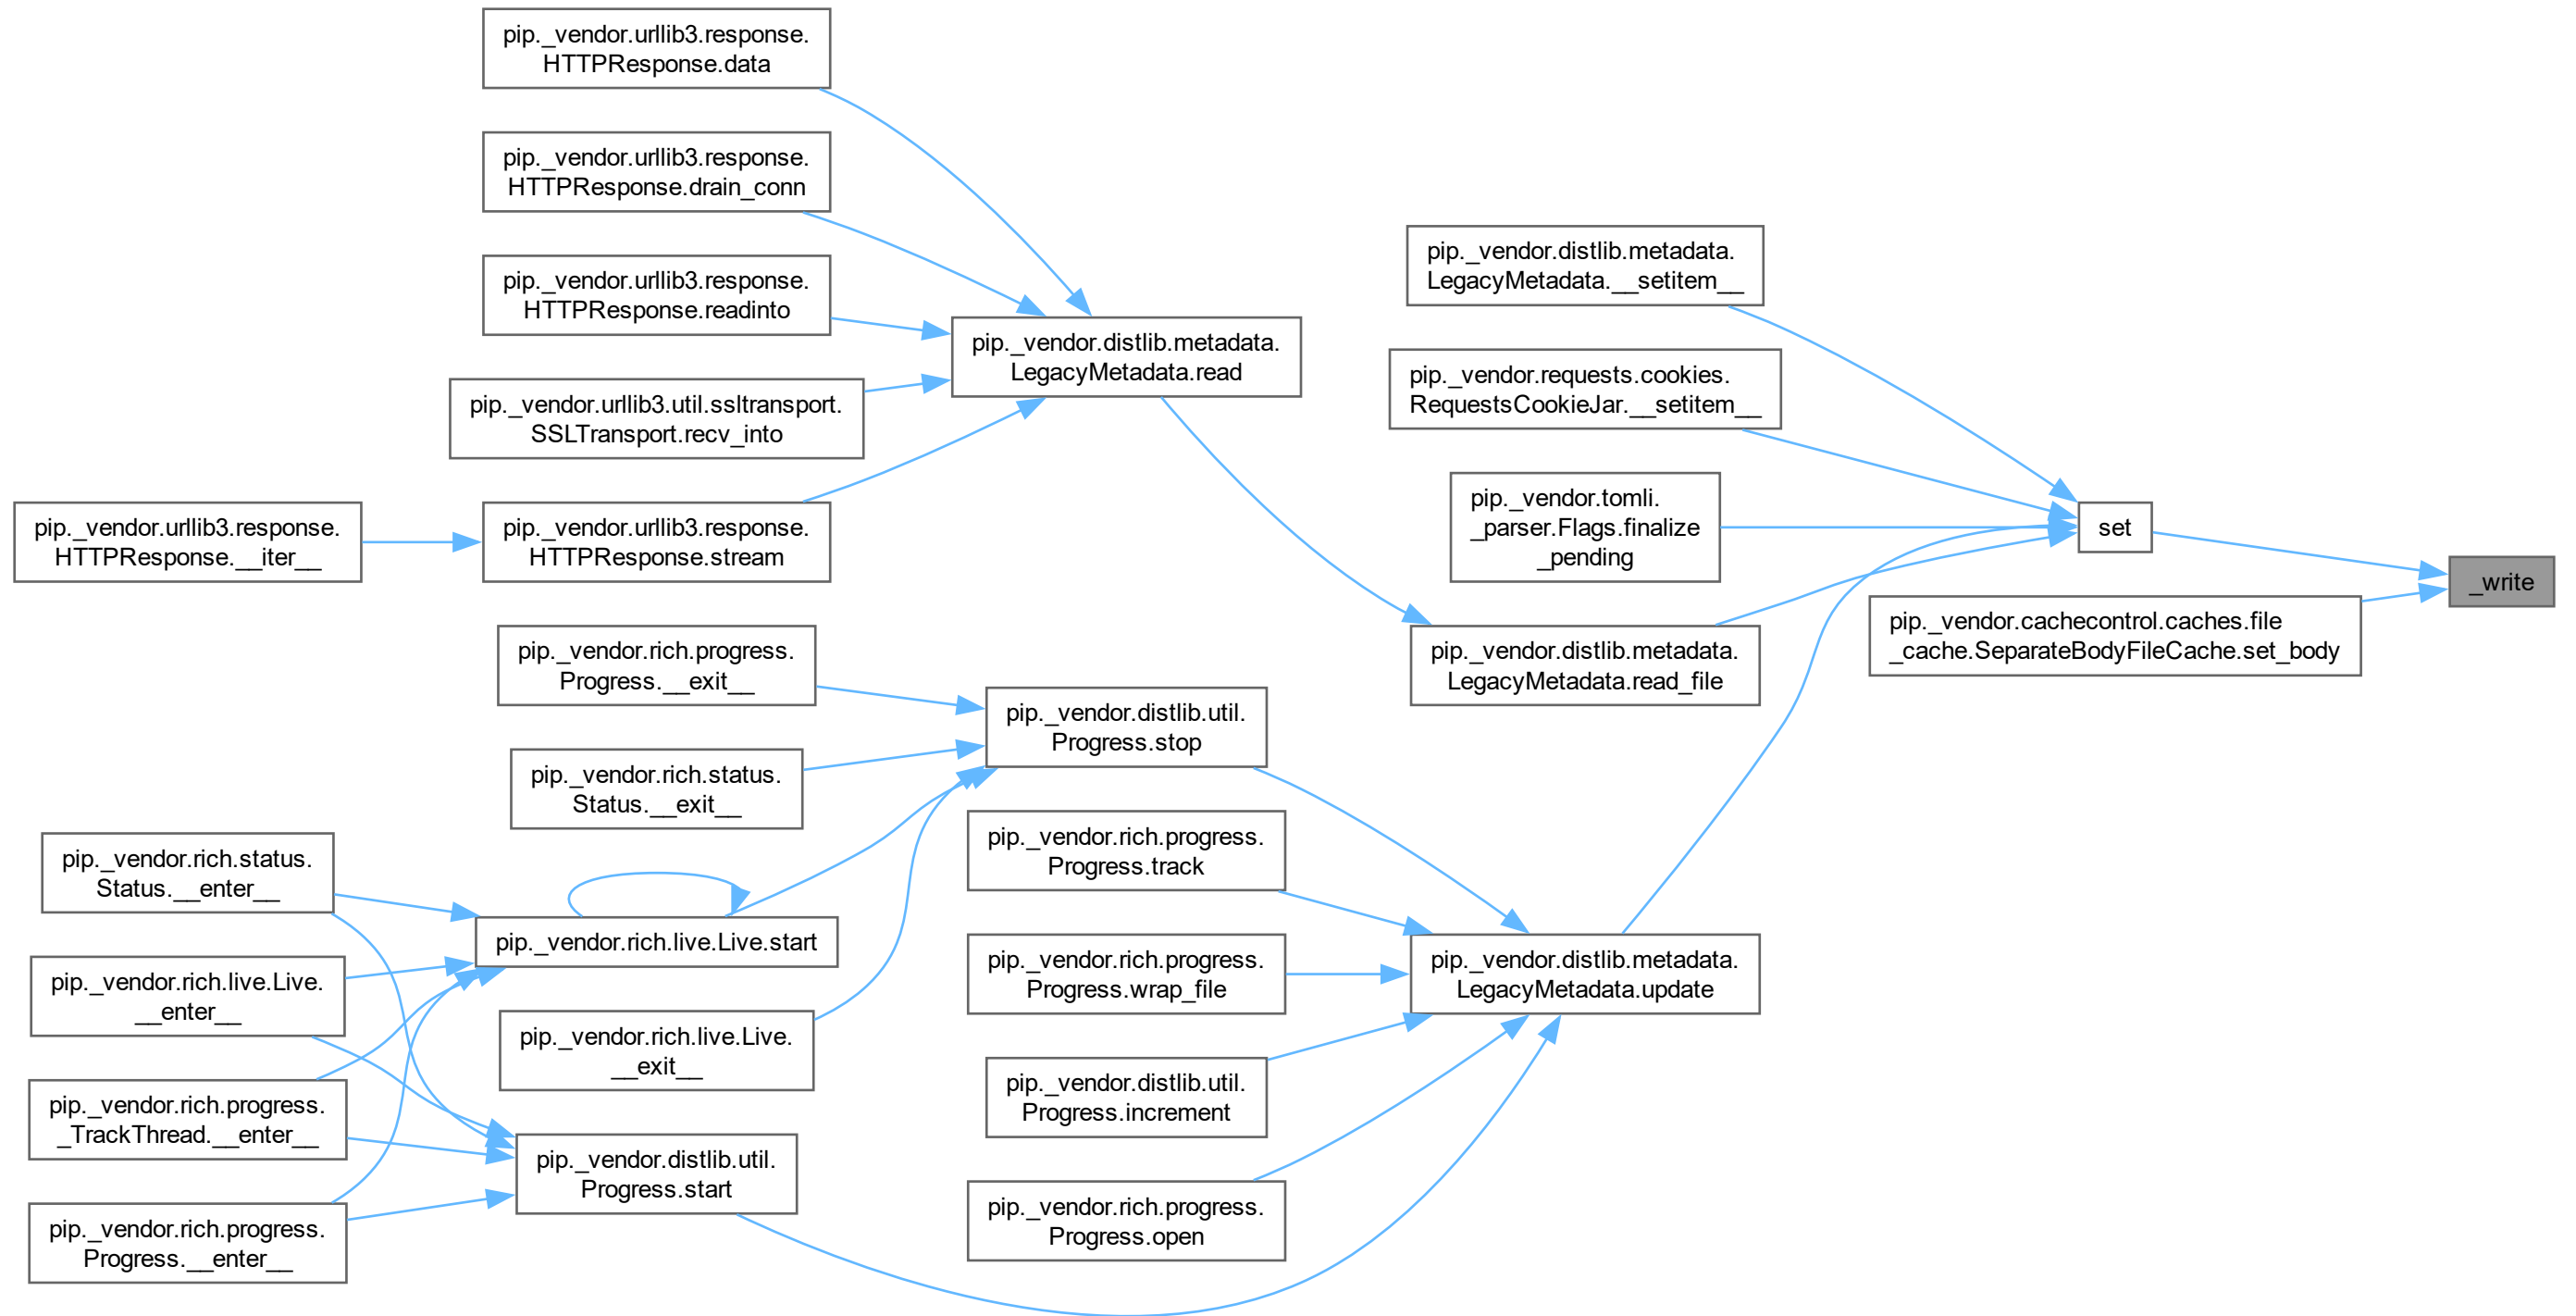 pip._vendor.urllib3.response.
HTTPResponse.data
pip._vendor.urllib3.response.
HTTPResponse.drain_conn
pip._vendor.urllib3.response.
HTTPResponse.readinto
pip._vendor.urllib3.util.ssltransport.
SSLTransport.recv_into
pip._vendor.urllib3.response.
HTTPResponse.__iter__
pip._vendor.urllib3.response.
HTTPResponse.stream
pip._vendor.distlib.metadata.
LegacyMetadata.read
pip._vendor.distlib.metadata.
LegacyMetadata.__setitem__
pip._vendor.requests.cookies.
RequestsCookieJar.__setitem__
pip._vendor.tomli.
_parser.Flags.finalize
_pending
set
_write
pip._vendor.cachecontrol.caches.file
_cache.SeparateBodyFileCache.set_body
pip._vendor.distlib.metadata.
LegacyMetadata.read_file
pip._vendor.rich.progress.
Progress.__exit__
pip._vendor.distlib.util.
Progress.stop
pip._vendor.rich.status.
Status.__exit__
pip._vendor.rich.progress.
Progress.track
pip._vendor.rich.status.
Status.__enter__
pip._vendor.rich.live.Live.start
pip._vendor.rich.progress.
Progress.wrap_file
pip._vendor.distlib.metadata.
LegacyMetadata.update
pip._vendor.rich.live.Live.
__enter__
pip._vendor.rich.live.Live.
__exit__
pip._vendor.distlib.util.
Progress.increment
pip._vendor.rich.progress.
_TrackThread.__enter__
pip._vendor.distlib.util.
Progress.start
pip._vendor.rich.progress.
Progress.open
pip._vendor.rich.progress.
Progress.__enter__